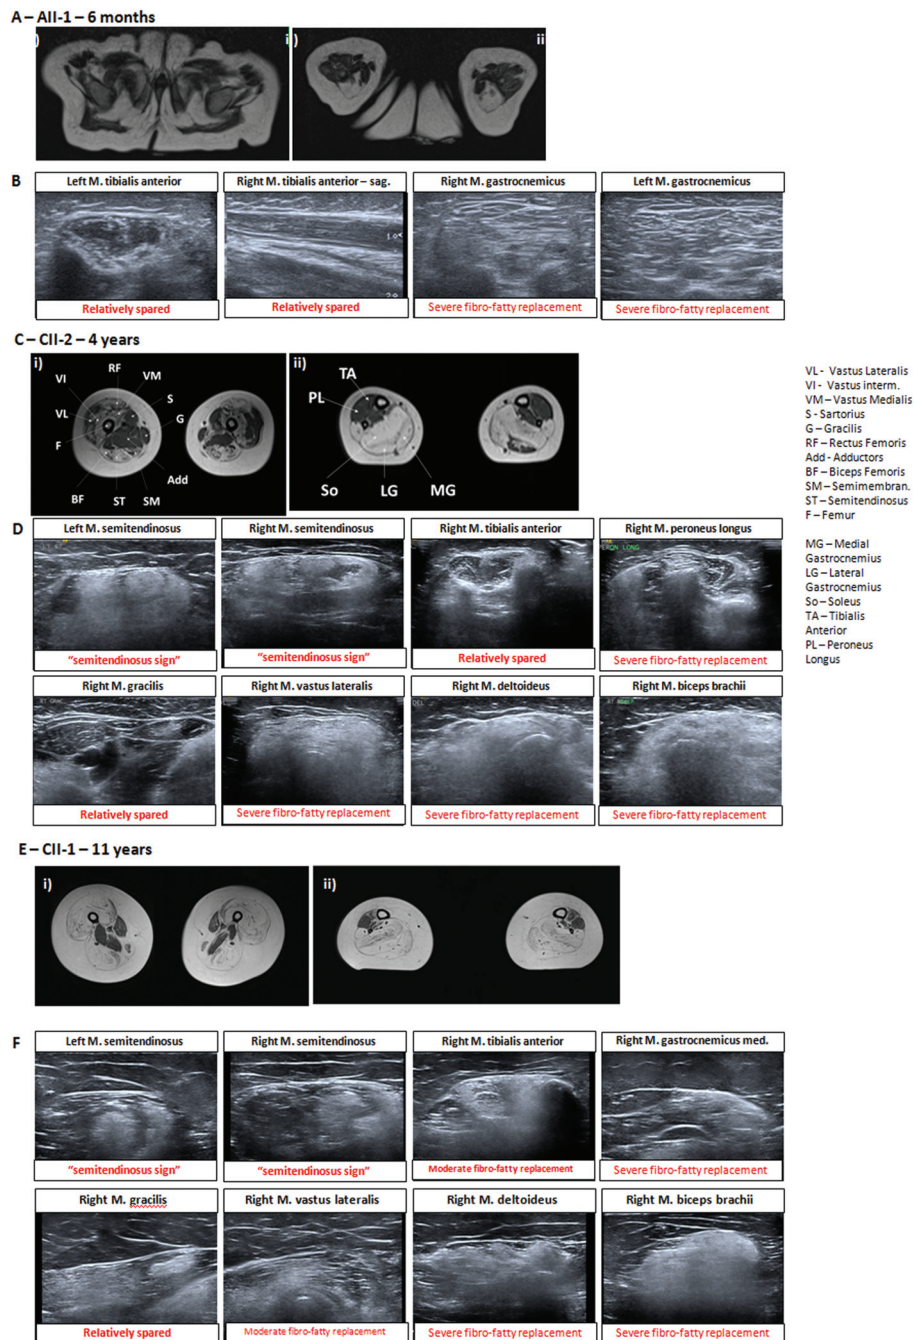 A – AII-1 – 6 months
i)
ii)
B
Left M. tibialis anterior
Right M. tibialis anterior – sag.
Right M. gastrocnemicus
Left M. gastrocnemicus
Relatively spared
Relatively spared
Severe fibro-fatty replacement
Severe fibro-fatty replacement
C – CII-2 – 4 years
i)
RF
VM
VI
S
VL
G
F
Add
BF
ST
SM
ii)
TA
PL
So
LG
MG
VL - Vastus Lateralis
VI - Vastus interm.
VM – Vastus Medialis
S - Sartorius
G – Gracilis
RF – Rectus Femoris
Add - Adductors
BF – Biceps Femoris
SM – Semimembran.
ST – Semitendinosus
F – Femur
MG – Medial
Gastrocnemius
LG – Lateral
Gastrocnemius
So – Soleus
TA – Tibialis
Anterior
PL – Peroneus
Longus
D
Left M. semitendinosus
Right M. semitendinosus
Right M. tibialis anterior
Right M. peroneus longus
"semitendinosus sign"
"semitendinosus sign"
Relatively spared
Severe fibro-fatty replacement
Right M. gracilis
Right M. vastus lateralis
Right M. deltoideus
Right M. biceps brachii
Relatively spared
Severe fibro-fatty replacement
Severe fibro-fatty replacement
Severe fibro-fatty replacement
E – CII-1 – 11 years
i)
ii)
F
Left M. semitendinosus
Right M. semitendinosus
Right M. tibialis anterior
Right M. gastrocnemicus med.
"semitendinosus sign"
"semitendinosus sign"
Moderate fibro-fatty replacement
Severe fibro-fatty replacement
Right M. gracilis
Right M. vastus lateralis
Right M. deltoideus
Right M. biceps brachii
Relatively spared
Moderate fibro-fatty replacement
Severe fibro-fatty replacement
Severe fibro-fatty replacement